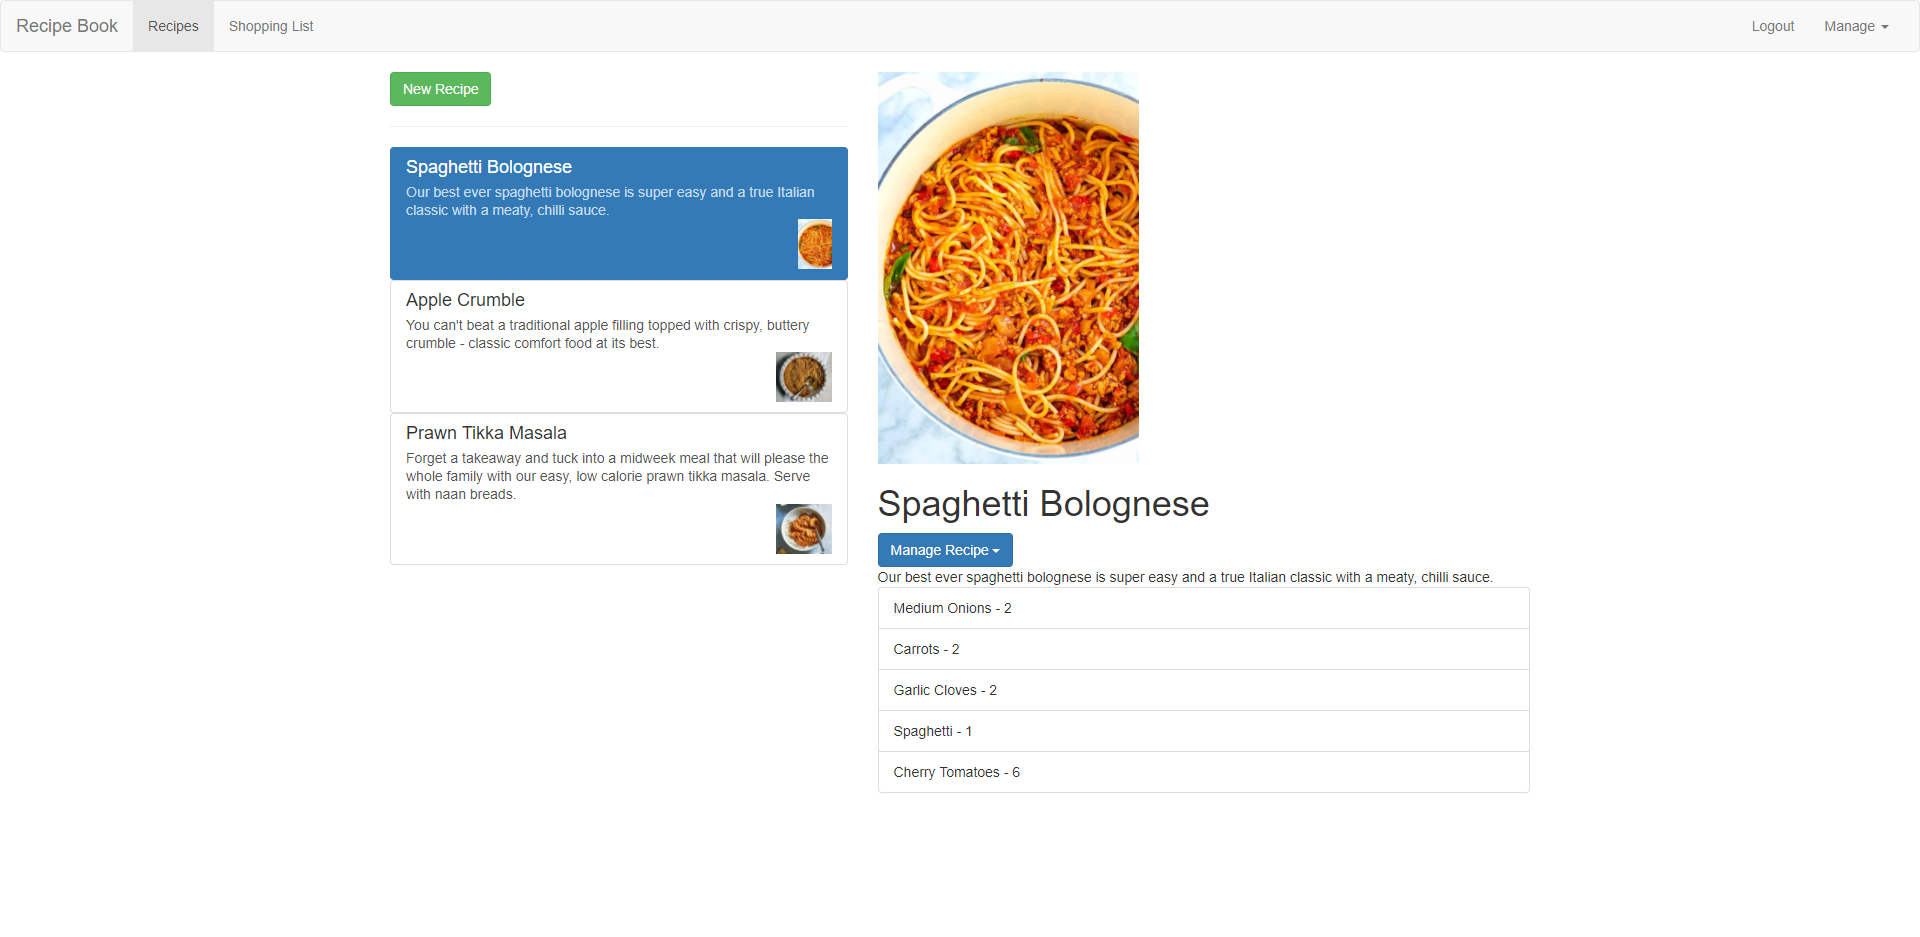 Recipe Book
Recipes
Shopping List
Logout
Manage
New Recipe
Spaghetti Bolognese
Our best ever spaghetti bolognese is super easy and a true Italian
classic with a meaty, chilli sauce.
Apple Crumble
You can't beat a traditional apple filling topped with crispy, buttery
crumble - classic comfort food at its best.
Prawn Tikka Masala
Forget a takeaway and tuck into a midweek meal that will please the
whole family with our easy, low calorie prawn tikka masala. Serve
with naan breads.
Spaghetti Bolognese
Manage Recipe
Our best ever spaghetti bolognese is super easy and a true Italian classic with a meaty, chilli sauce.
Medium Onions - 2
Carrots - 2
Garlic Cloves - 2
Spaghetti - 1
Cherry Tomatoes - 6